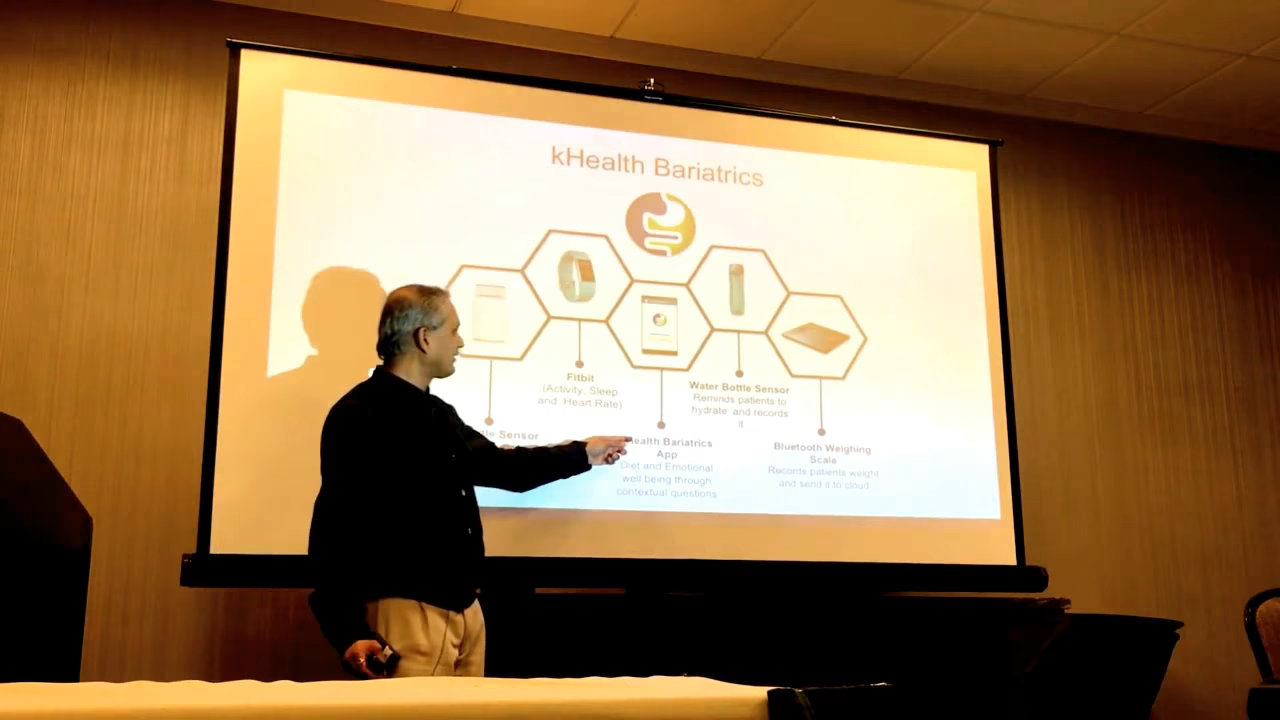 kHealth Bariatrics
Fitbit
(Activity, Sleep
and Heart Rate)
Water Bottle Sensor
Reminds patients to
hydrate and records
it
Sensor
Bariatrics
App
Diet and Emotional
well being through
contextual questions
Bluetooth Weighing
Scale
Records patients weight
and send it to cloud